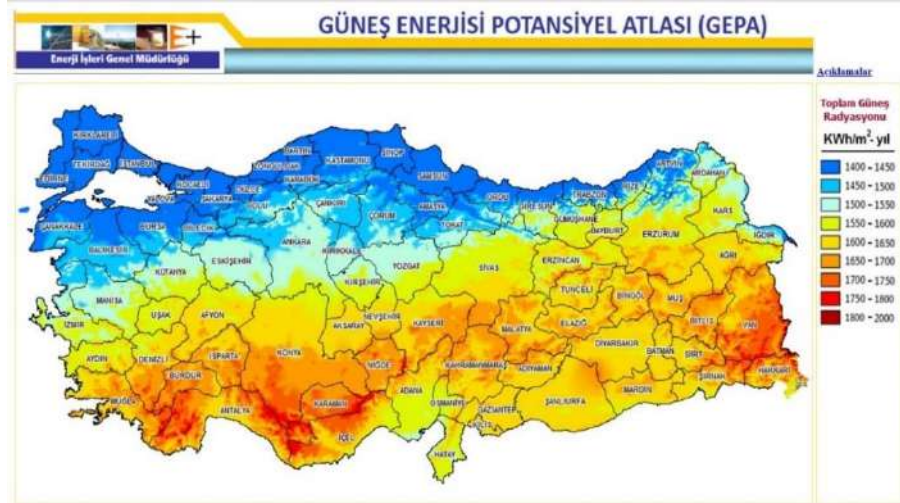 GÜNEŞ ENERJİSİ POTANSİYEL ATLASI (GEPA)
E+
Enerji İşleri Genel Müdürlüğü
Açıklamalar
Toplam Güneş
Radyasyonu
KWh/m²- yıl
1400 - 1450
1450 - 1500
1500 - 1550
1550 - 1600
1600 - 1650
1650 - 1700
1700 - 1750
1750 - 1800
1800 - 2000
KIRKLARELİ
EDİRNE
TEKİRDAĞ
İSTANBUL
KOCAELİ
YALOVA
SAKARYA
DÜZCE
BOLU
ZONGULDAK
BARTIN
KARABÜK
KASTAMONU
SİNOP
SAMSUN
ORDU
GİRESUN
TRABZON
RİZE
ARTVİN
ARDAHAN
ÇANAKKALE
BALIKESİR
BURSA
BİLECİK
ESKİŞEHİR
ANKARA
ÇANKIRI
ÇORUM
AMASYA
TOKAT
GÜMÜŞHANE
BAYBURT
ERZURUM
KARS
IĞDIR
AĞRI
KÜTAHYA
KIRIKKALE
KIRŞEHİR
YOZGAT
SİVAS
ERZİNCAN
TUNCELİ
BİNGÖL
MUŞ
BİTLİS
VAN
MANİSA
İZMİR
UŞAK
AFYON
AKSARAY
NEVŞEHİR
KAYSERİ
MALATYA
ELAZIĞ
DİYARBAKIR
BATMAN
SİİRT
ŞIRNAK
HAKKARİ
AYDIN
DENİZLİ
ISPARTA
BURDUR
KONYA
NİĞDE
KAHRAMANMARAŞ
ADIYAMAN
MARDİN
ŞANLIURFA
MUĞLA
ANTALYA
KARAMAN
İÇEL
ADANA
OSMANİYE
GAZİANTEP
KİLİS
HATAY